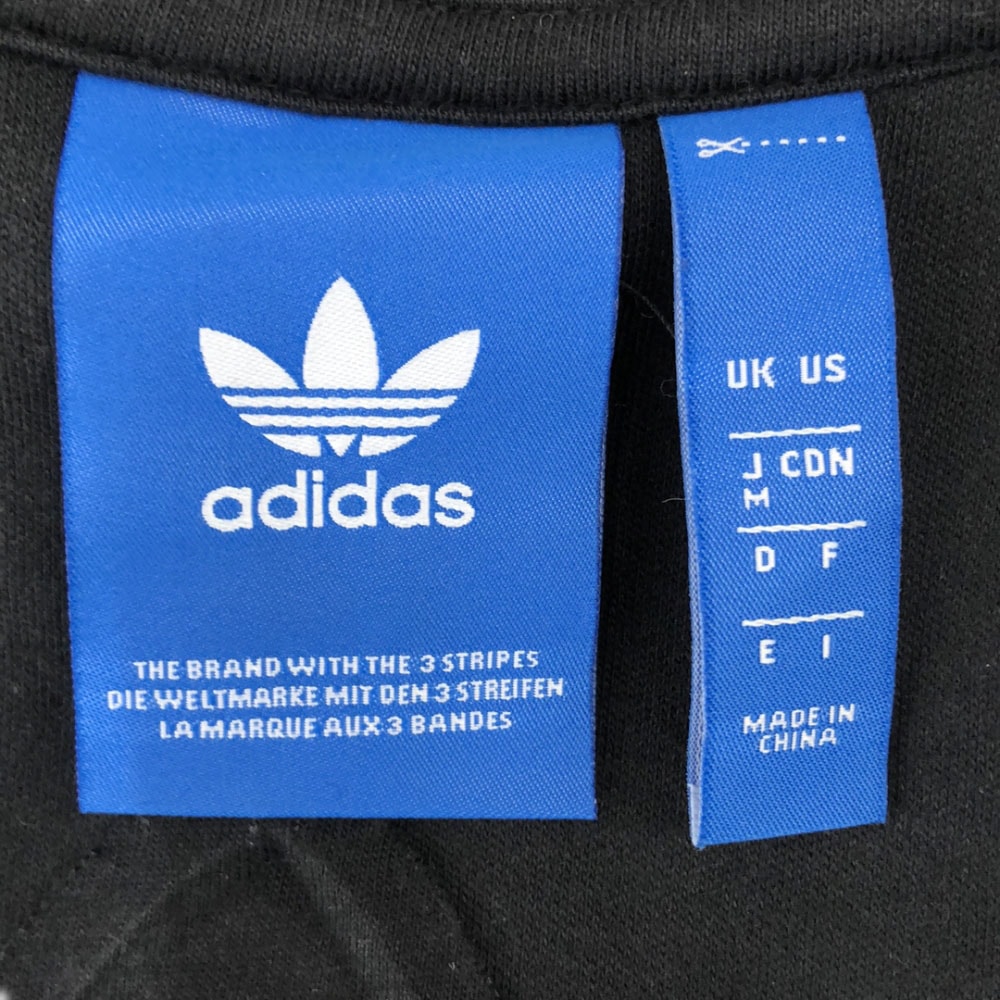 adidas
THE BRAND WITH THE 3 STRIPES
DIE WELTMARKE MIT DEN 3 STREIFEN
LA MARQUE AUX 3 BANDES
UK US
J CDN
M
D F
E I
MADE IN
CHINA